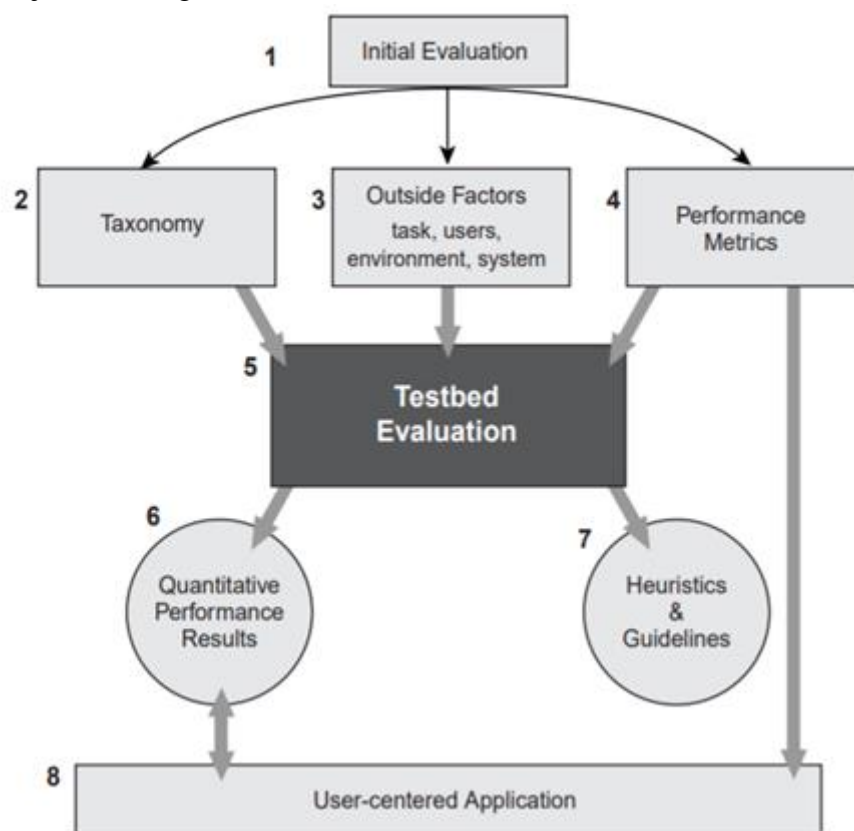 1
Initial Evaluation
2
Taxonomy
3
Outside Factors
task, users,
environment, system
4
Performance
Metrics
5
Testbed
Evaluation
6
Quantitative
Performance
Results
7
Heuristics
&
Guidelines
8
User-centered Application